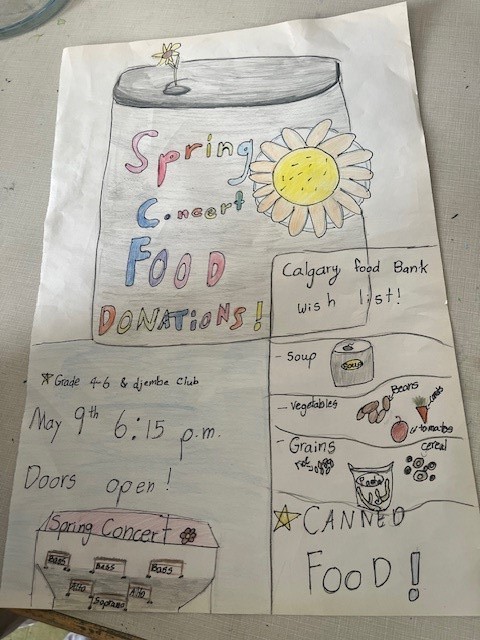 Spring
Concert
FOOD
DONATIONS!
Calgary food Bank
wish list!
- Soup
Soup
- vegetables
Beans
carrots
tomatoes
- Grains
cereal
Pasta
CANNED
FOOD!
Grade 4-6 & djembe club
May 9th 6:15 p.m.
Doors open!
Spring Concert
Bass Bass Bass
Alto Soprano Alto